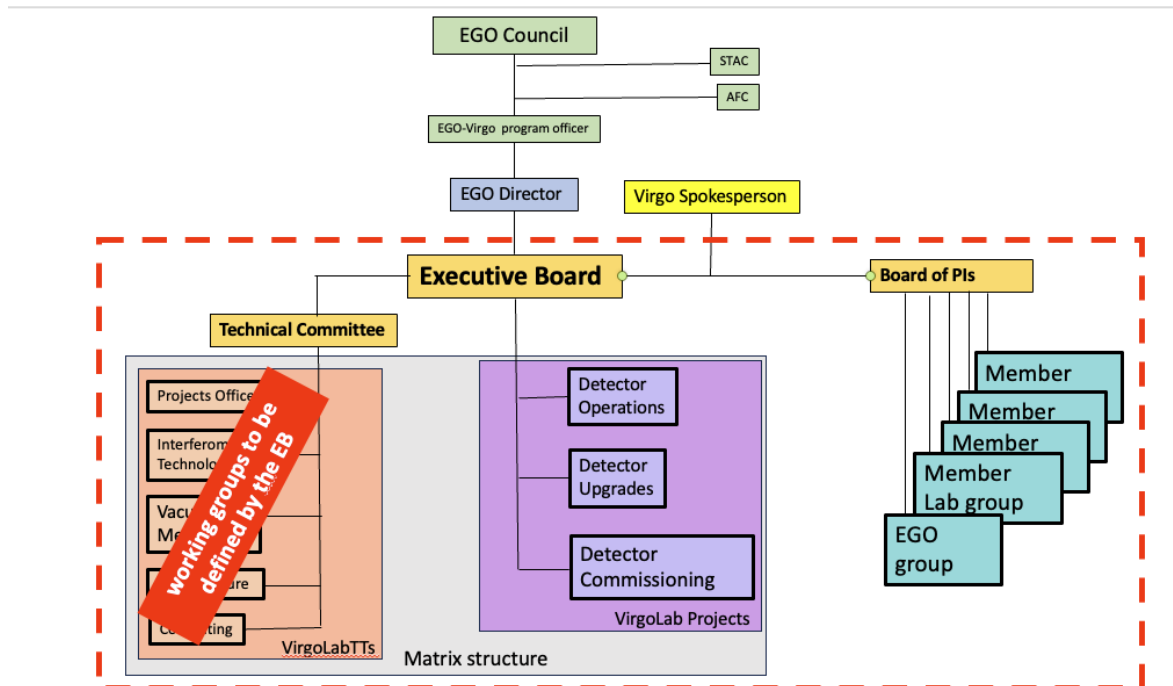 EGO Council
STAC
AFC
EGO-Virgo program officer
EGO Director
Virgo Spokesperson
Executive Board
Board of PIs
Technical Committee
Projects
Technolo
working groups to be
defined by the EB
VirgoLabTTs
Detector
Operations
Detector
Upgrades
Detector
Commissioning
VirgoLab Projects
Matrix structure
Member
Member
Member
Member
Lab group
EGO
group